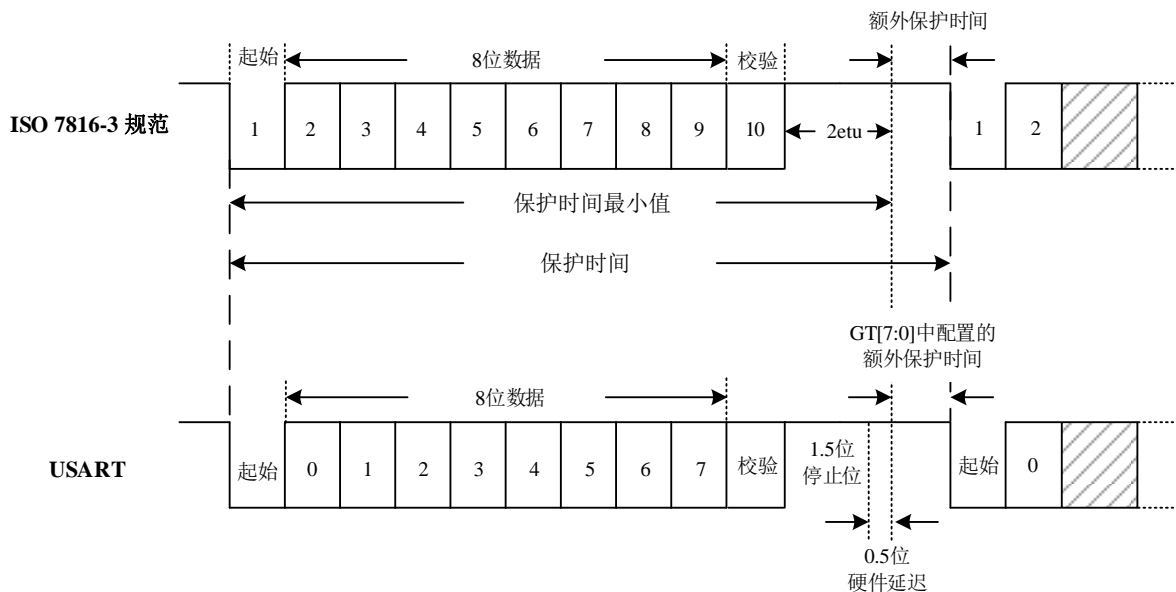 额外保护时间
起始
8位数据
校验
ISO 7816-3 规范
1 2 3 4 5 6 7 8 9 10 2etu 1 2
保护时间最小值
保护时间
GT[7:0]中配置的
额外保护时间
8位数据
USART
起始 0 1 2 3 4 5 6 7 校验 1.5位 起始 0
停止位
0.5位
硬件延迟